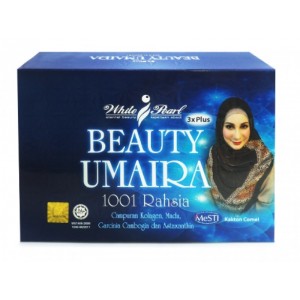 White Pearl
3x Plus
BEAUTY
UMAIRA
1001 Rahsia
Campuran Kolagen, Madu,
Garcinia Cambogia dan Astaxanthin
MeSTI